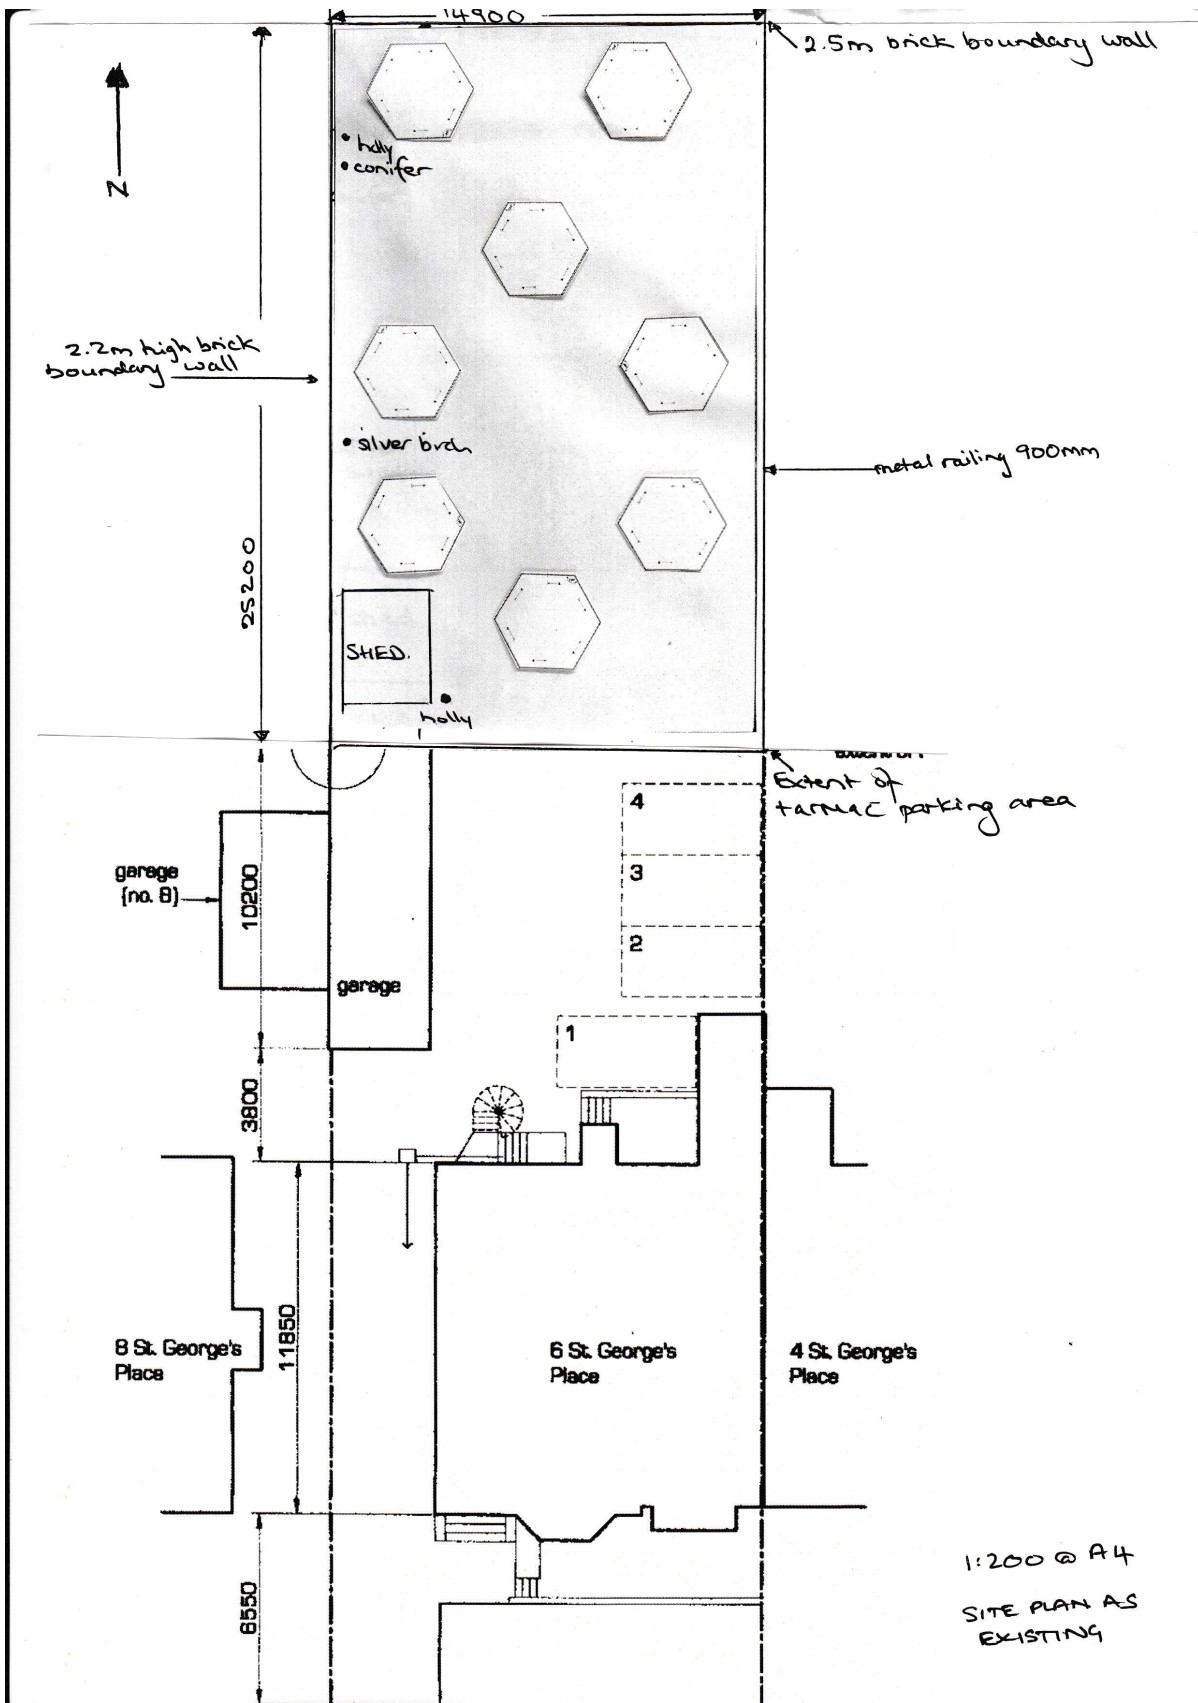 14900
2.5m brick boundary wall
N
holly
conifer
2.2m high brick
boundary wall
silver birch
metal railing 900mm
25200
SHED.
holly
Extent of
tarmac parking area
4
3
2
1
garage
(no. 8)
10200
garage
3800
11850
8 St. George's
Place
6 St. George's
Place
4 St. George's
Place
1:200 @ A4
SITE PLAN AS
EXISTING